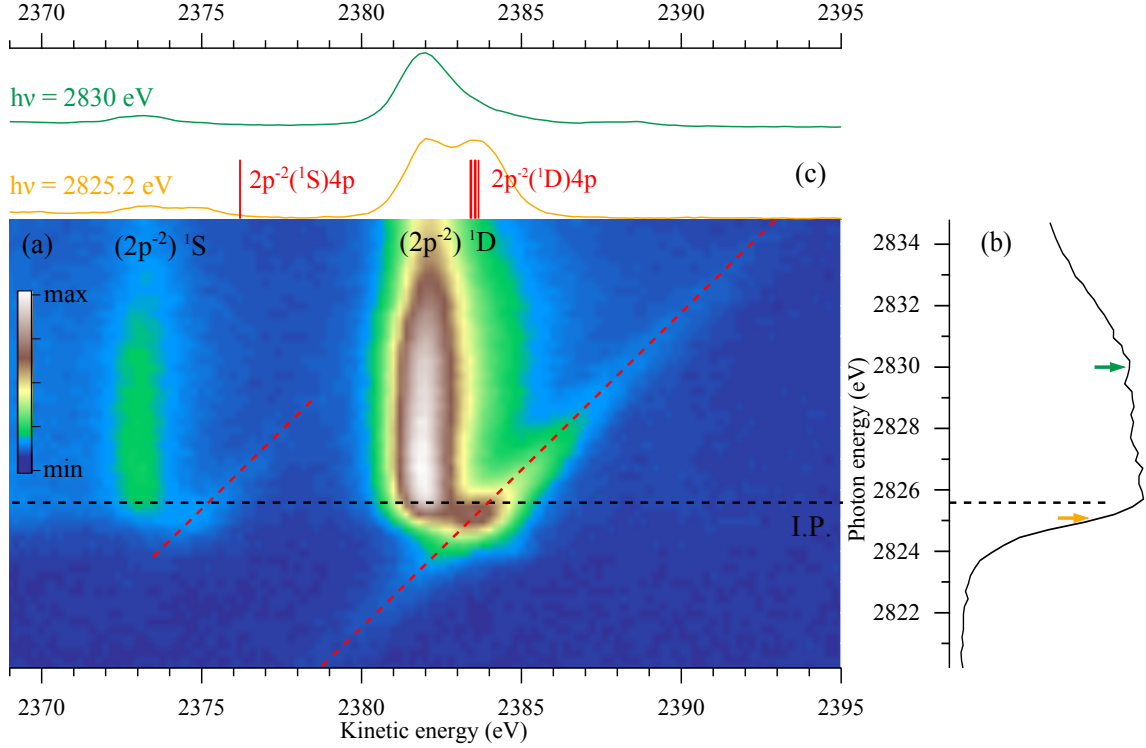 2370 2375 2380 2385 2390 2395
hν = 2830 eV
hν = 2825.2 eV
2p⁻²(¹S)4p
2p⁻²(¹D)4p
(c)
(a)
(2p⁻²) ¹S
(2p⁻²) ¹D
(b)
max
min
I.P.
2834
2832
2830
2828
2826
2824
2822
Photon energy (eV)
2370 2375 2380 2385 2390 2395
Kinetic energy (eV)